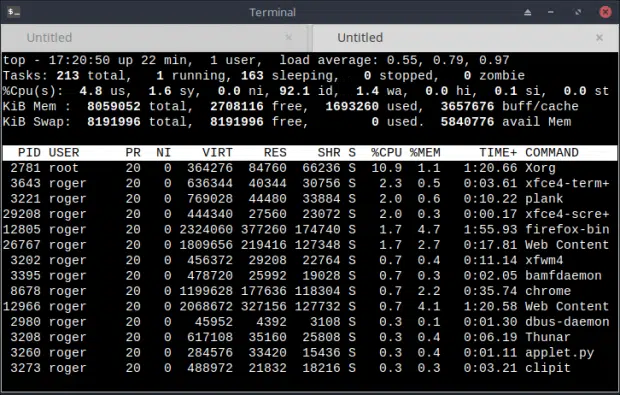 Terminal
Untitled Untitled
top - 17:20:50 up 22 min,  1 user,  load average: 0.55, 0.79, 0.97
Tasks: 213 total,   1 running, 163 sleeping,   0 stopped,   0 zombie
%Cpu(s):  4.8 us,  1.6 sy,  0.0 ni, 92.1 id,  1.4 wa,  0.0 hi,  0.1 si,  0.0 st
KiB Mem :  8059052 total,  2708116 free,  1693260 used,  3657676 buff/cache
KiB Swap:  8191996 total,  8191996 free,        0 used.  5840776 avail Mem
PID USER      PR  NI    VIRT    RES    SHR S  %CPU %MEM     TIME+ COMMAND
2781 root      20   0  364276  84760  66236 S  10.9  1.1   1:20.66 Xorg
3643 roger     20   0  636344  40344  30756 S   2.3  0.5   0:03.61 xfce4-term+
3221 roger     20   0  769028  44480  33884 S   2.0  0.6   0:10.22 plank
29208 roger     20   0  444340  27560  23072 S   2.0  0.3   0:00.17 xfce4-scre+
12805 roger     20   0 2324060 377260 174740 S   1.7  4.7   1:55.93 firefox-bin
26767 roger     20   0 1809656 219416 127348 S   1.7  2.7   0:17.81 Web Content
3202 roger     20   0  456372  29208  22764 S   0.7  0.4   0:11.14 xfwm4
3395 roger     20   0  478720  25992  19028 S   0.7  0.3   0:02.05 bamfdaemon
8678 roger     20   0 1199628 177636 118304 S   0.7  2.2   0:35.74 chrome
12966 roger     20   0 2068672 327156 127732 S   0.7  4.1   1:20.58 Web Content
2980 roger     20   0   45952   4392   3108 S   0.3  0.1   0:01.30 dbus-daemon
3208 roger     20   0  617108  35160  25808 S   0.3  0.4   0:06.19 Thunar
3260 roger     20   0  284576  33420  15436 S   0.3  0.4   0:01.11 applet.py
3273 roger     20   0  488972  21832  18216 S   0.3  0.3   0:03.21 clipit